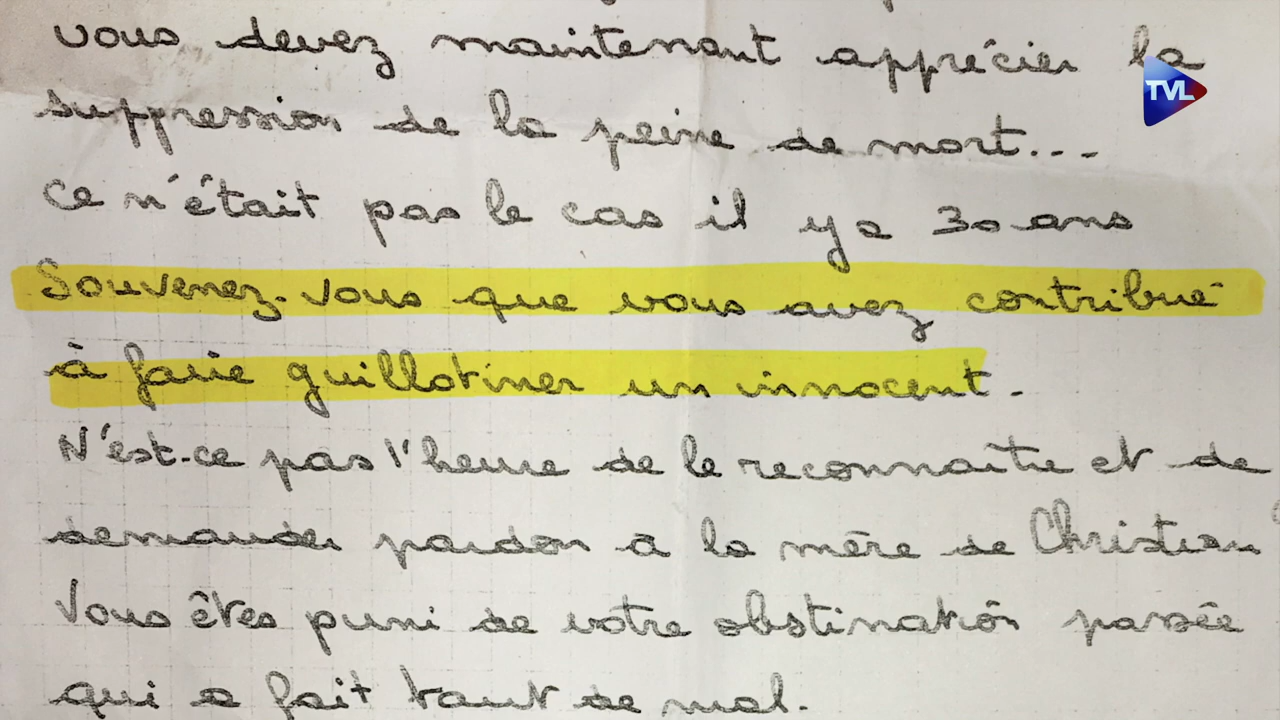 vous devez maintenant apprécier la
TVL
suppression de la peine de mort...
ce n'était pas le cas il y a 30 ans
Souvenez-vous que vous avez contribué
à faire guillotiner un innocent.
N'est-ce pas l'heure de le reconnaître et de
demander pardon à la mère de Christian
Vous êtes puni de votre obstination passée
qui a fait tant de mal.